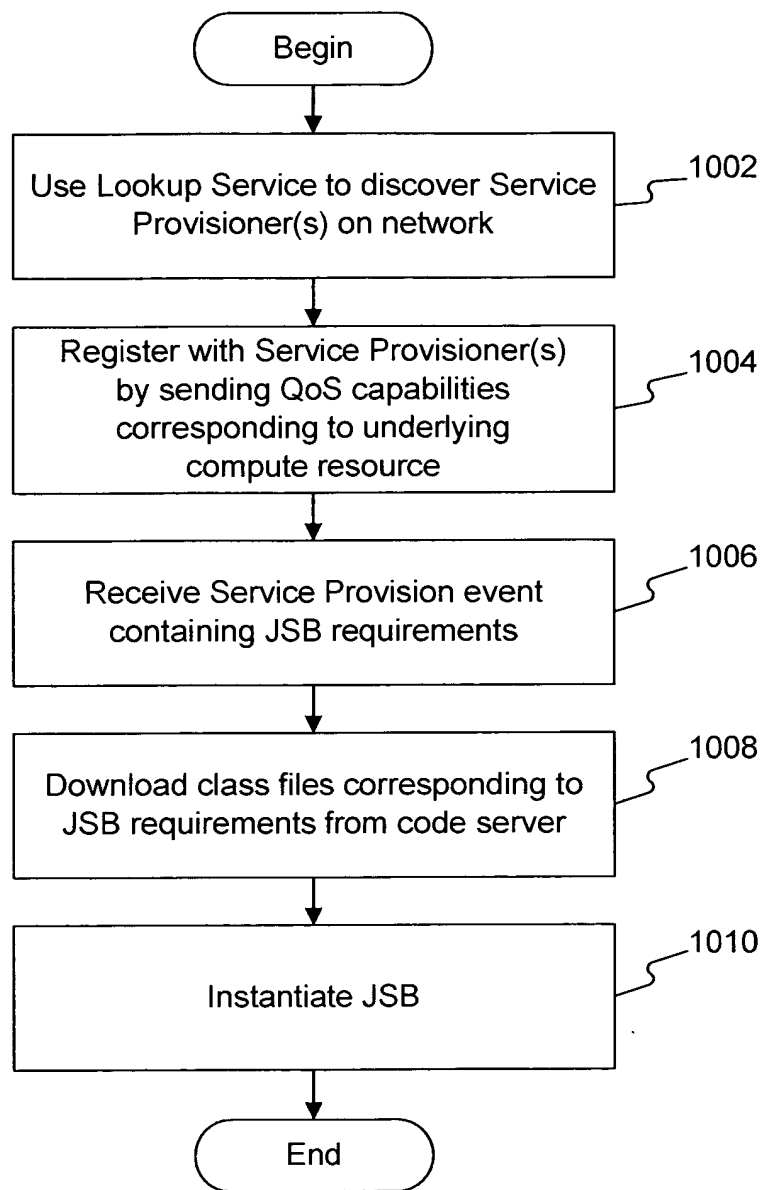 Begin
Use Lookup Service to discover Service
Provisioner(s) on network
1002
Register with Service Provisioner(s)
by sending QoS capabilities
corresponding to underlying
compute resource
1004
Receive Service Provision event
containing JSB requirements
1006
Download class files corresponding to
JSB requirements from code server
1008
Instantiate JSB
1010
End